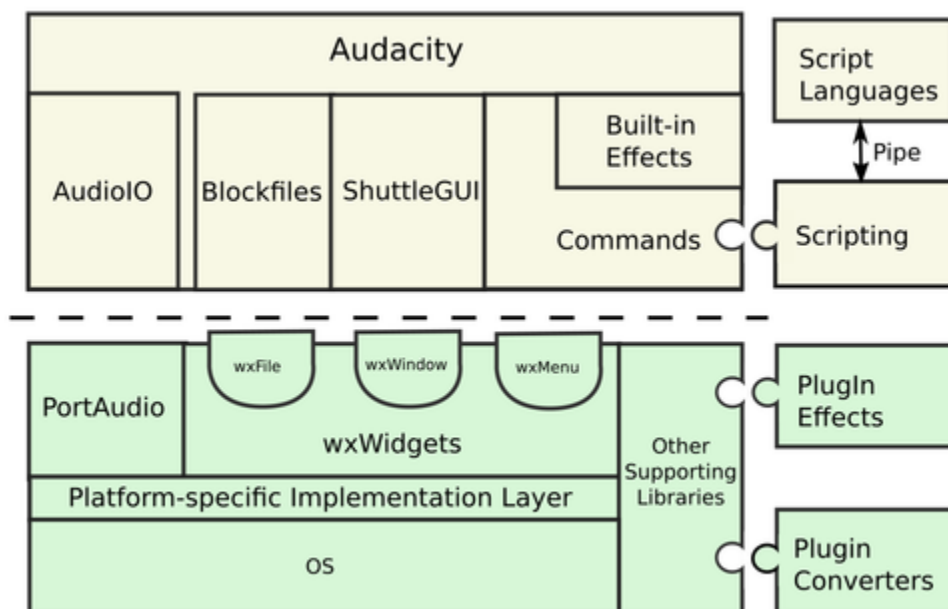 Audacity
Script
Languages
Built-in
Effects
Pipe
AudioIO
Blockfiles
ShuttleGUI
Commands
Scripting
wxFile
wxWindow
wxMenu
PlugIn
Effects
PortAudio
wxWidgets
Other
Supporting
Libraries
Platform-specific Implementation Layer
OS
Plugin
Converters